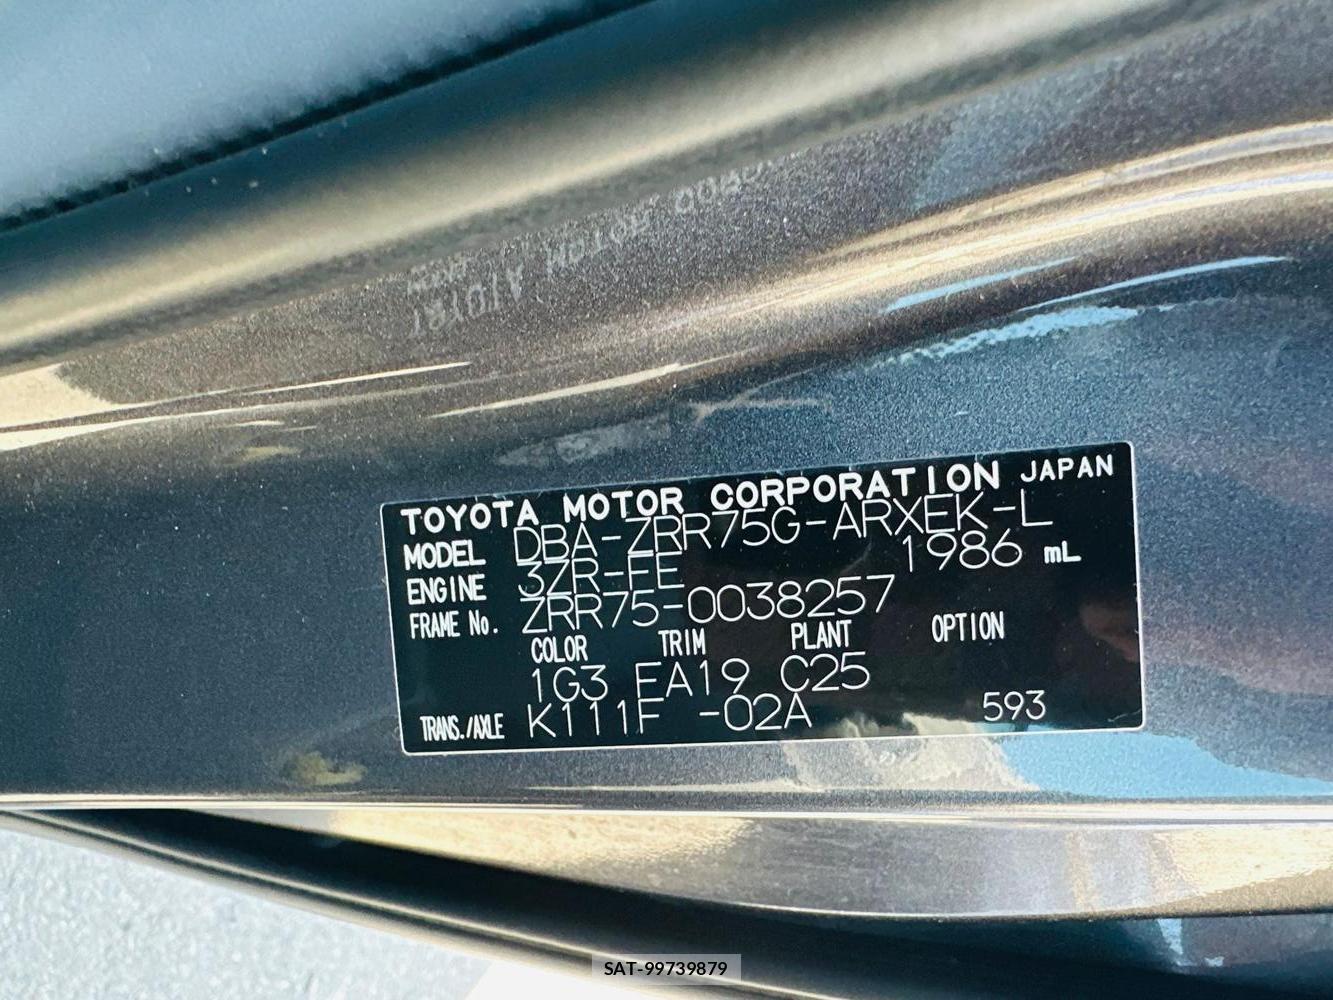 TOYOTA MOTOR CORPORATION JAPAN
MODEL DBA-ZRR75G-ARXEK-L
ENGINE 3ZR-FE 1986 mL
FRAME No. ZRR75-0038257
COLOR TRIM PLANT OPTION
1G3 EA19 C25
TRANS./AXLE K111F -02A 593
SAT-99739879